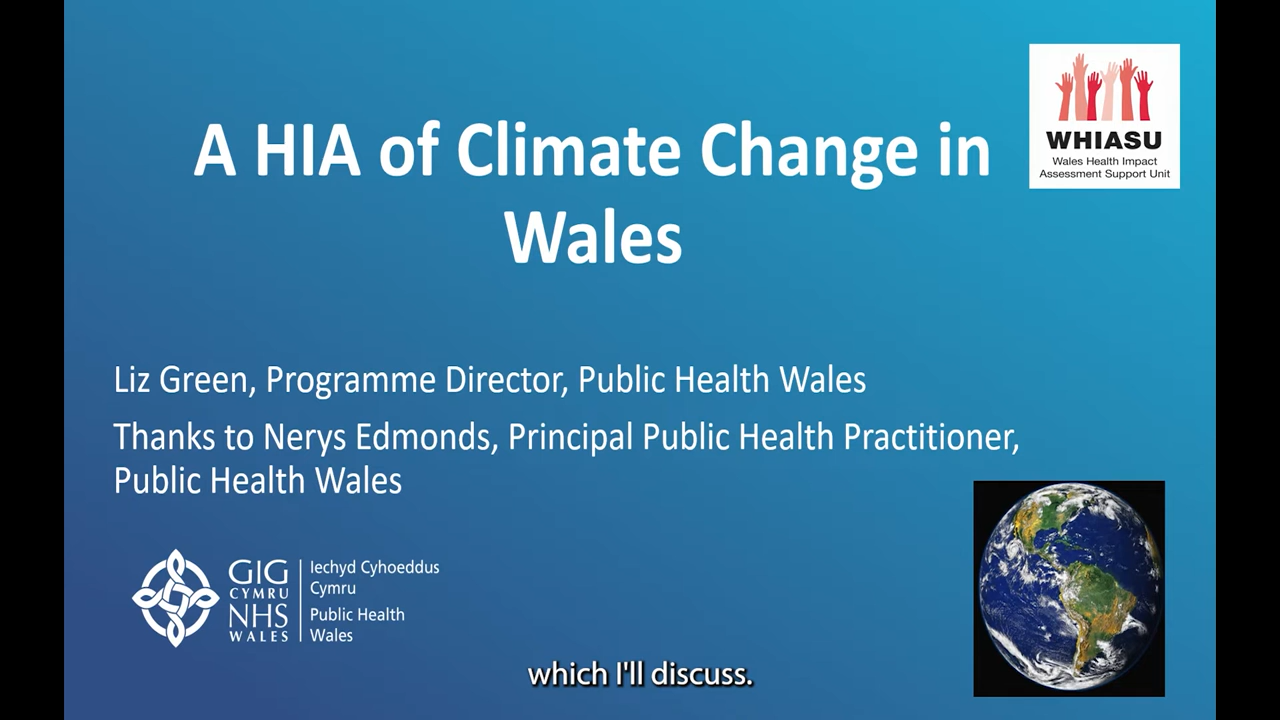 A HIA of Climate Change in
Wales
WHIASU
Wales Health Impact
Assessment Support Unit
Liz Green, Programme Director, Public Health Wales
Thanks to Nerys Edmonds, Principal Public Health Practitioner,
Public Health Wales
GIG
CYMRU
NHS
WALES
Iechyd Cyhoeddus
Cymru
Public Health
Wales
which I'll discuss.